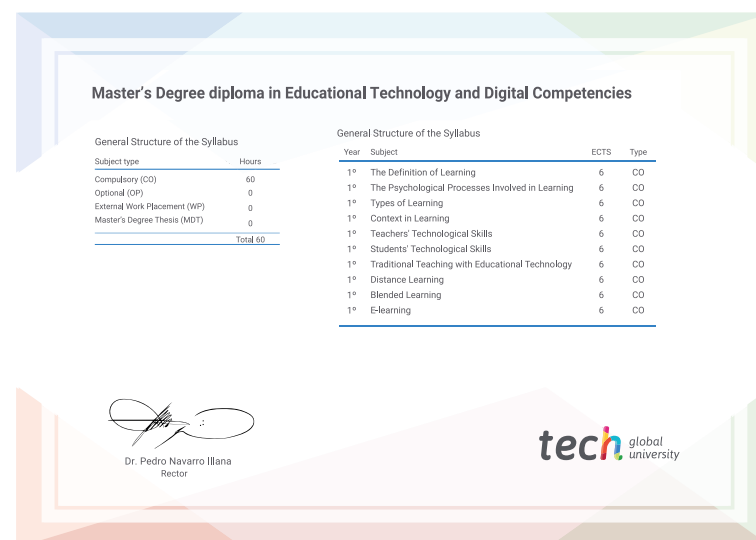 Master's Degree diploma in Educational Technology and Digital Competencies
General Structure of the Syllabus
Subject type Hours
Compulsory (CO) 60
Optional (OP) 0
External Work Placement (WP) 0
Master's Degree Thesis (MDT) 0
Total 60
General Structure of the Syllabus
Year Subject ECTS Type
1º The Definition of Learning 6 CO
1º The Psychological Processes Involved in Learning 6 CO
1º Types of Learning 6 CO
1º Context in Learning 6 CO
1º Teachers' Technological Skills 6 CO
1º Students' Technological Skills 6 CO
1º Traditional Teaching with Educational Technology 6 CO
1º Distance Learning 6 CO
1º Blended Learning 6 CO
1º E-learning 6 CO
Dr. Pedro Navarro Illana
Rector
tech global university